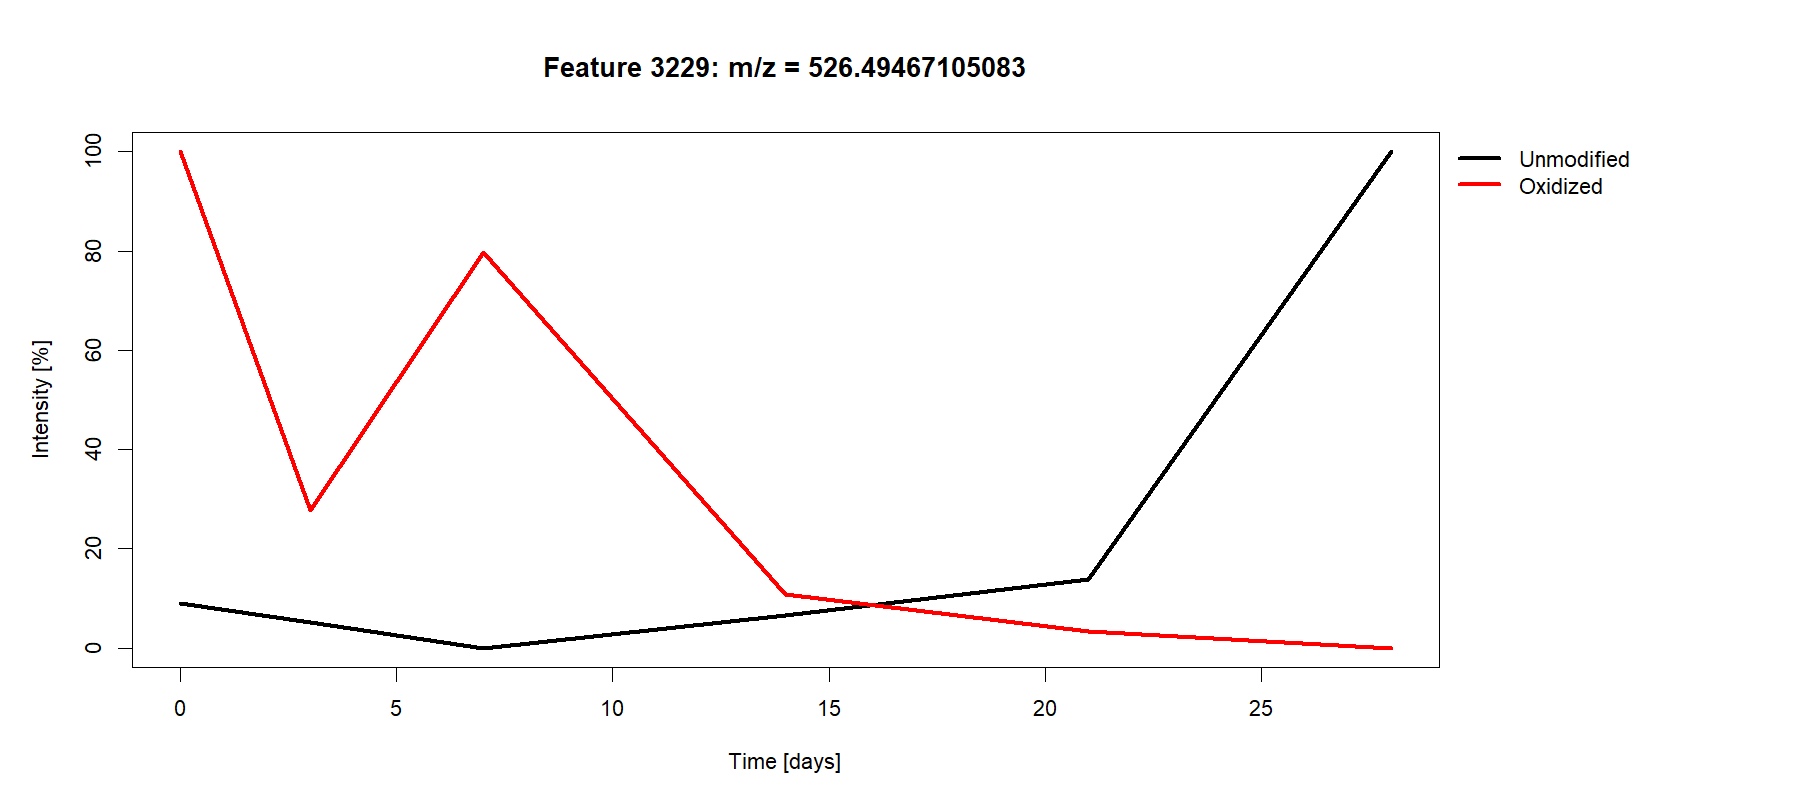 Feature 3229: m/z = 526.49467105083
Unmodified
Oxidized
Intensity [%]
100
80
60
40
20
0
0 5 10 15 20 25
Time [days]